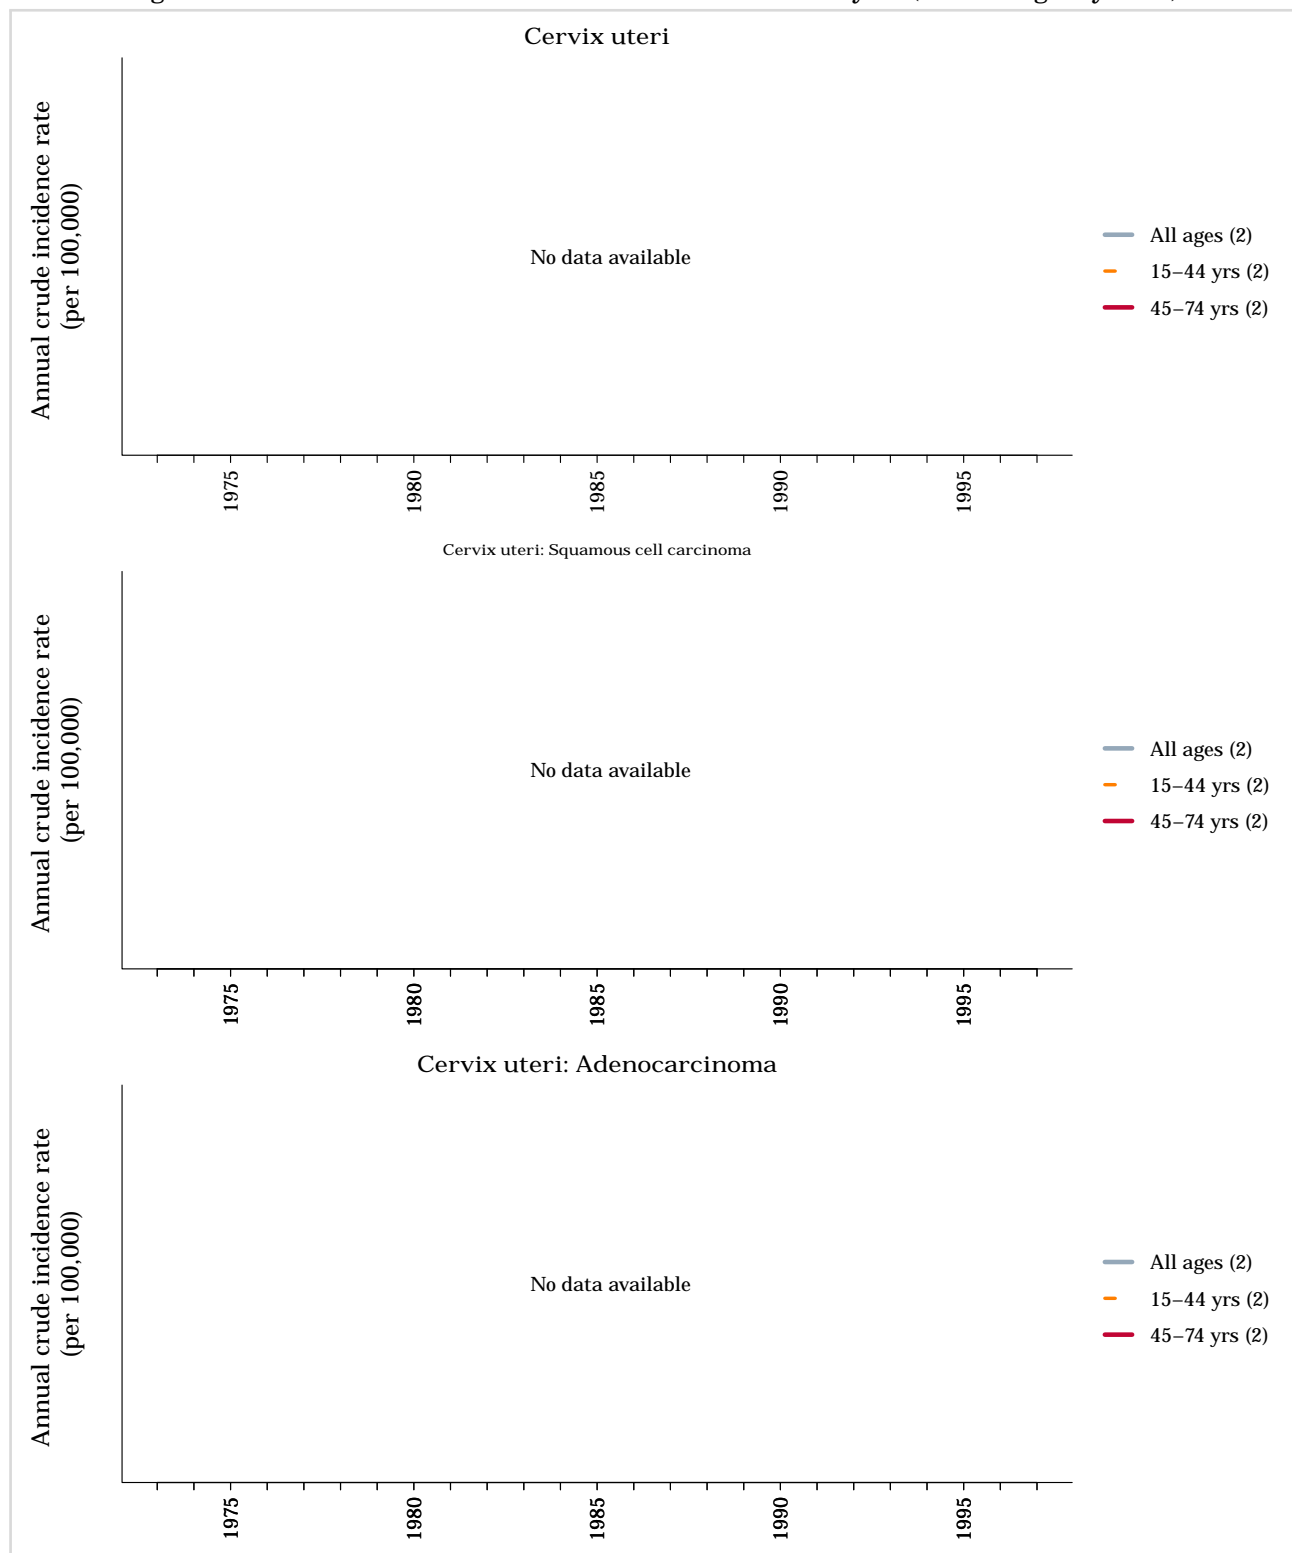 Cervix uteri
Annual crude incidence rate
(per 100,000)
No data available
All ages (2)
15–44 yrs (2)
45–74 yrs (2)
1975
1980
1985
1990
1995
Cervix uteri: Squamous cell carcinoma
Annual crude incidence rate
(per 100,000)
No data available
All ages (2)
15–44 yrs (2)
45–74 yrs (2)
1975
1980
1985
1990
1995
Cervix uteri: Adenocarcinoma
Annual crude incidence rate
(per 100,000)
No data available
All ages (2)
15–44 yrs (2)
45–74 yrs (2)
1975
1980
1985
1990
1995